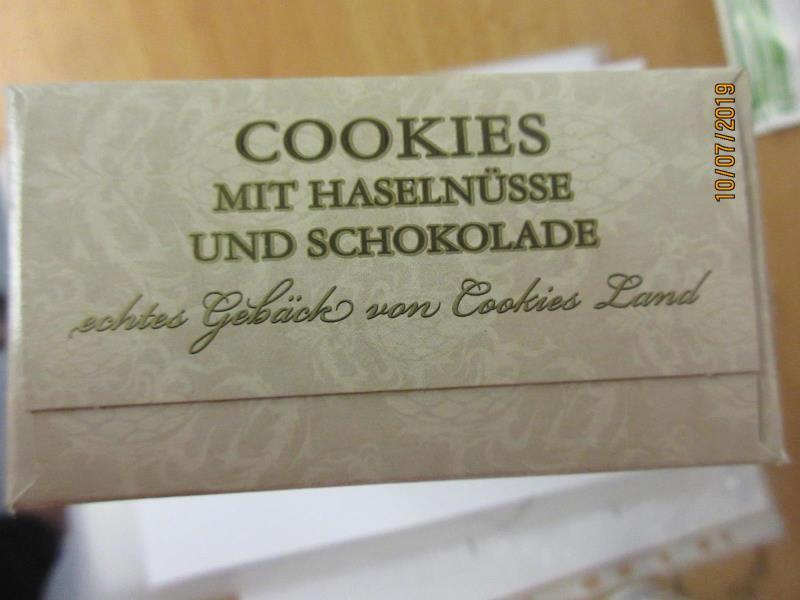 COOKIES
MIT HASELNÜSSE
UND SCHOKOLADE
echtes Gebäck von Cookies Land
10/07/2019